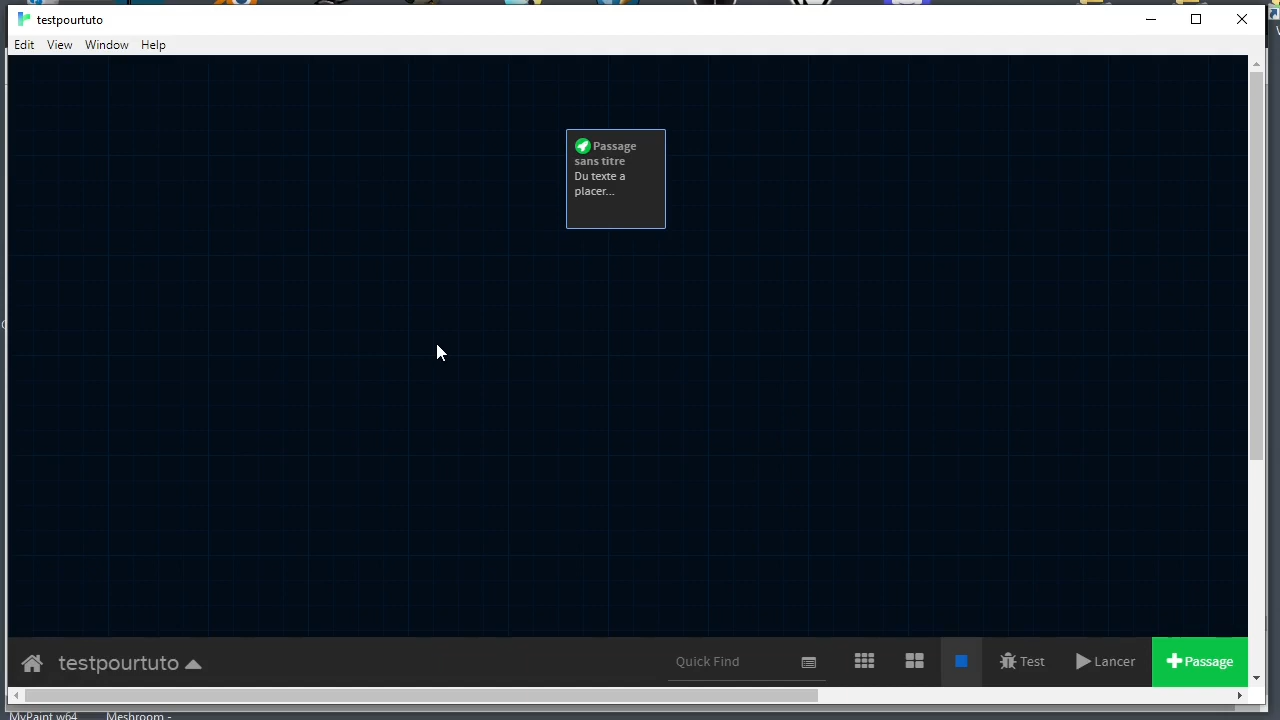 testpourtuto
Edit View Window Help
Passage
sans titre
Du texte a
placer...
testpourtuto
Quick Find
Test
Lancer
Passage
MyPaint w64 Meshroom -